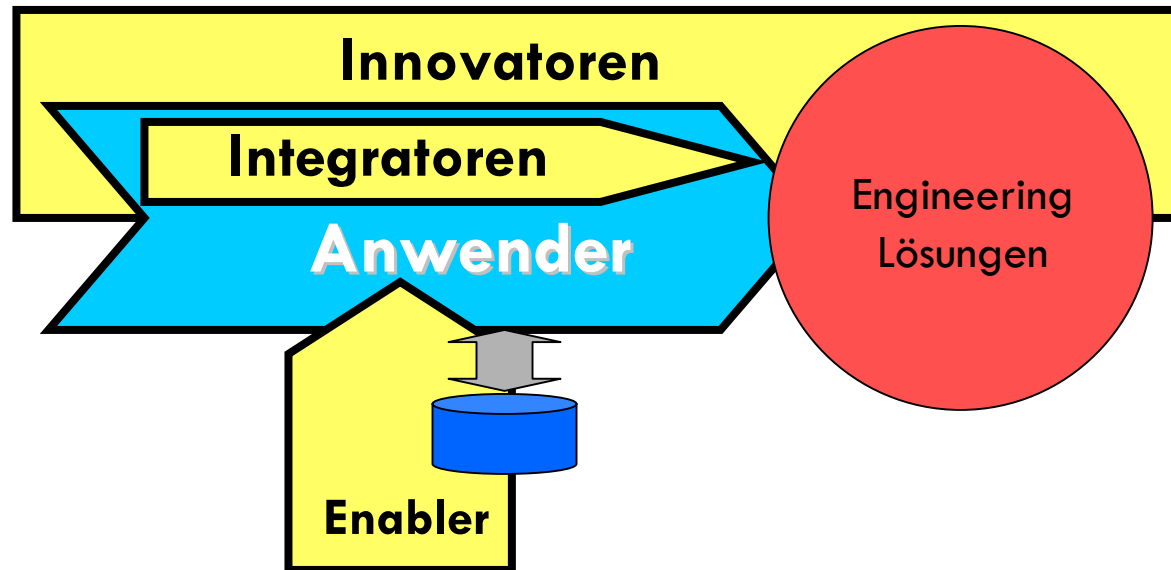 Innovatoren
Integratoren
Anwender
Engineering
Lösungen
Enabler